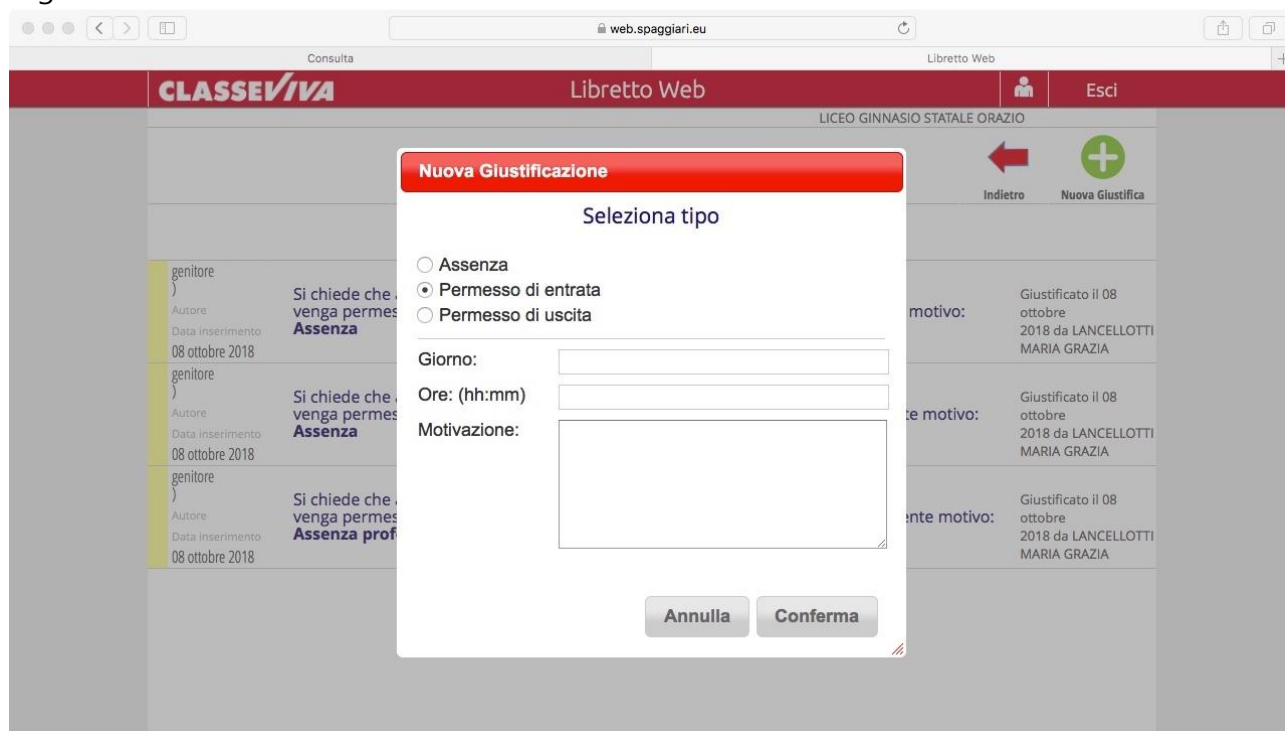 web.spaggiari.eu
Consulta
Libretto Web
CLASSEVIVA
Libretto Web
Esci
LICEO GINNASIO STATALE ORAZIO
Indietro
Nuova Giustifica
Nuova Giustificazione
Seleziona tipo
Assenza
Permesso di entrata
Permesso di uscita
Giorno:
Ore: (hh:mm)
Motivazione:
Annulla
Conferma
genitore
)
Autore
Data inserimento
08 ottobre 2018
Si chiede che
venga permes
motivo:
Assenza
Giustificato il 08
ottobre
2018 da LANCELLOTTI
MARIA GRAZIA
genitore
)
Autore
Data inserimento
08 ottobre 2018
Si chiede che
venga permes
te motivo:
Assenza
Giustificato il 08
ottobre
2018 da LANCELLOTTI
MARIA GRAZIA
genitore
)
Autore
Data inserimento
08 ottobre 2018
Si chiede che
venga permes
ente motivo:
Assenza prof
Giustificato il 08
ottobre
2018 da LANCELLOTTI
MARIA GRAZIA